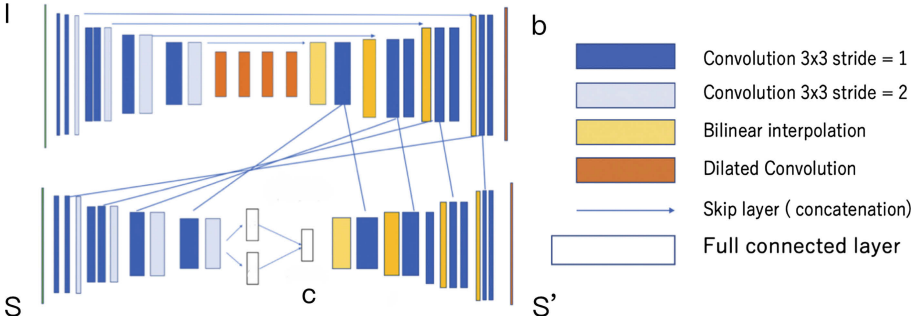 I
b
Convolution 3x3 stride = 1
Convolution 3x3 stride = 2
Bilinear interpolation
Dilated Convolution
Skip layer ( concatenation)
Full connected layer
S
c
S’